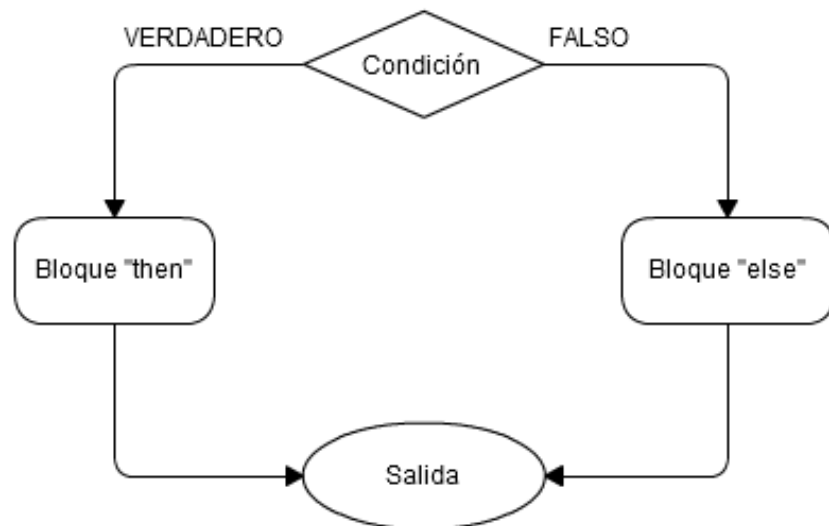 VERDADERO
FALSO
Condición
Bloque "then"
Bloque "else"
Salida